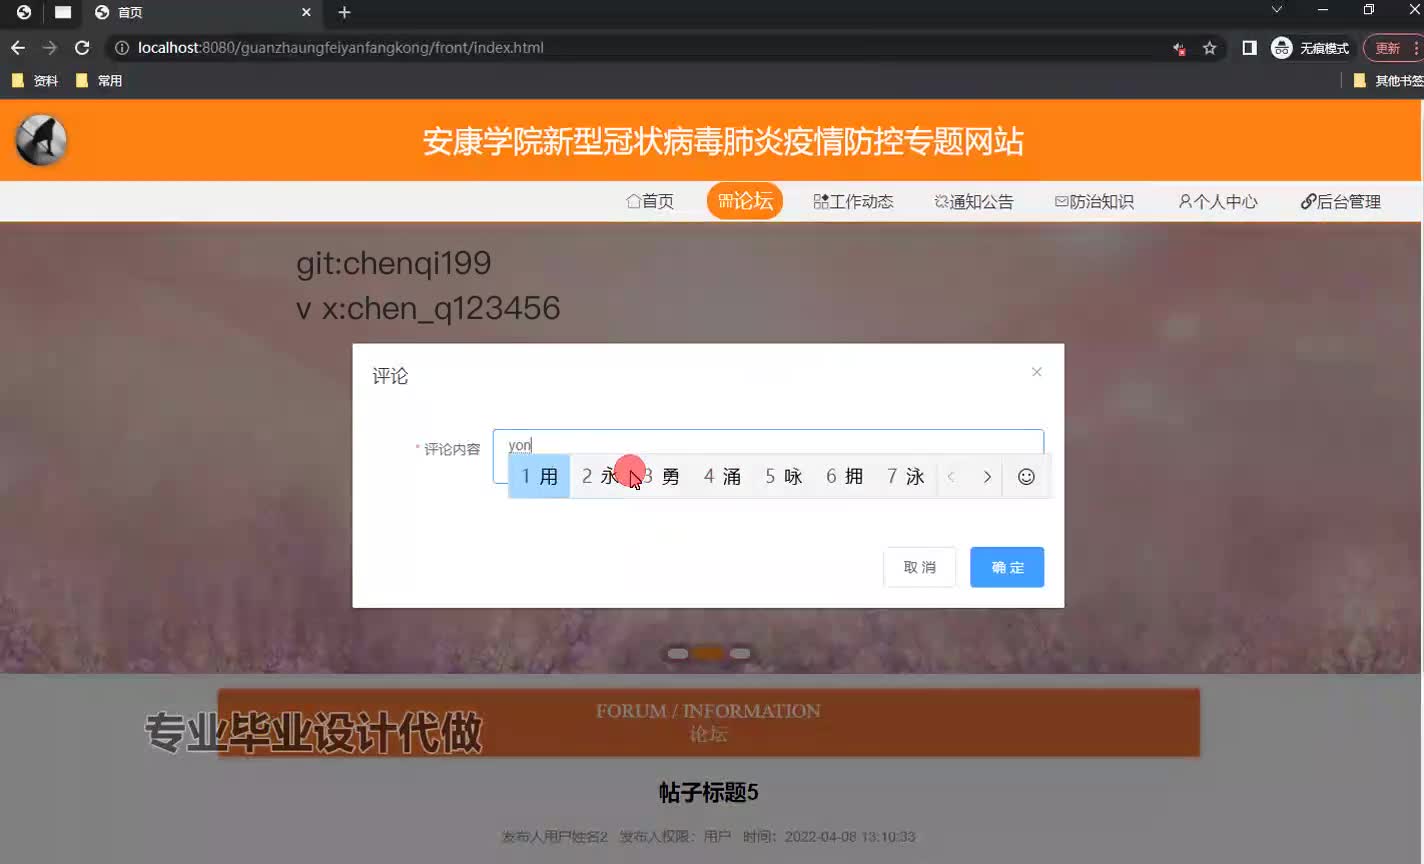 首页
localhost:8080/guanzhaungfeiyanfangkong/front/index.html
无痕模式
更新
资料
常用
其他书签
安康学院新型冠状病毒肺炎疫情防控专题网站
首页 论坛 工作动态 通知公告 防治知识 个人中心 后台管理
git:chenqi199
v x:chen_q123456
评论
* 评论内容
yon
1 用 2 永 3 勇 4 涌 5 咏 6 拥 7 泳
取消 确定
FORUM / INFORMATION
论坛
专业毕业设计代做
帖子标题5
发布人用户姓名2 发布人权限：用户 时间：2022-04-08 13:10:33